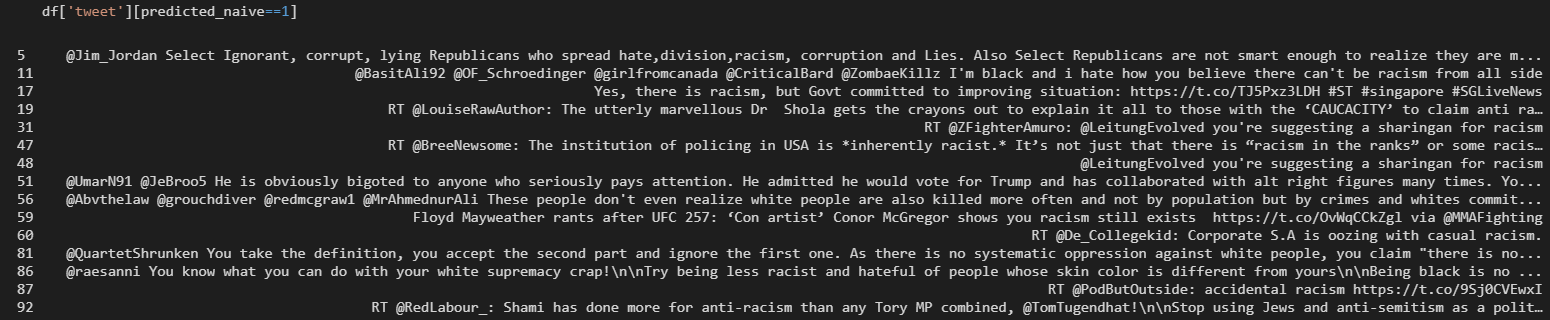 df['tweet'][predicted_naive==1]
5 @Jim_Jordan Select Ignorant, corrupt, lying Republicans who spread hate,division,racism, corruption and Lies. Also Select Republicans are not smart enough to realize they are m...
11 @BasitAli92 @OF_Schroedinger @girlfromcanada @CriticalBard @ZombaeKillz I'm black and i hate how you believe there can't be racism from all side
17 Yes, there is racism, but Govt committed to improving situation: https://t.co/TJ5Pxz3LDH #ST #singapore #SGLiveNews
19 RT @LouiseRawAuthor: The utterly marvellous Dr  Shola gets the crayons out to explain it all to those with the ‘CAUCACITY’ to claim anti ra…
31 RT @ZFighterAmuro: @LeitungEvolved you're suggesting a sharingan for racism
47 RT @BreeNewsome: The institution of policing in USA is *inherently racist.* It’s not just that there is “racism in the ranks” or some racis…
48 @LeitungEvolved you're suggesting a sharingan for racism
51 @UmarN91 @JeBroo5 He is obviously bigoted to anyone who seriously pays attention. He admitted he would vote for Trump and has collaborated with alt right figures many times. Yo...
56 @Abvthelaw @grouchdiver @redmcgraw1 @MrAhmednurAli These people don't even realize white people are also killed more often and not by population but by crimes and whites commit...
59 Floyd Mayweather rants after UFC 257: ‘Con artist’ Conor McGregor shows you racism still exists  https://t.co/OvWqCCkZgl via @MMAFighting
60 RT @De_Collegekid: Corporate S.A is oozing with casual racism.
81 @QuartetShrunken You take the definition, you accept the second part and ignore the first one. As there is no systematic oppression against white people, you claim "there is no...
86 @raesanni You know what you can do with your white supremacy crap!\n\nTry being less racist and hateful of people whose skin color is different from yours\n\nBeing black is no ...
87 RT @PodButOutside: accidental racism https://t.co/9Sj0CVEwxI
92 RT @RedLabour_: Shami has done more for anti-racism than any Tory MP combined, @TomTugendhat!\n\nStop using Jews and anti-semitism as a polit…